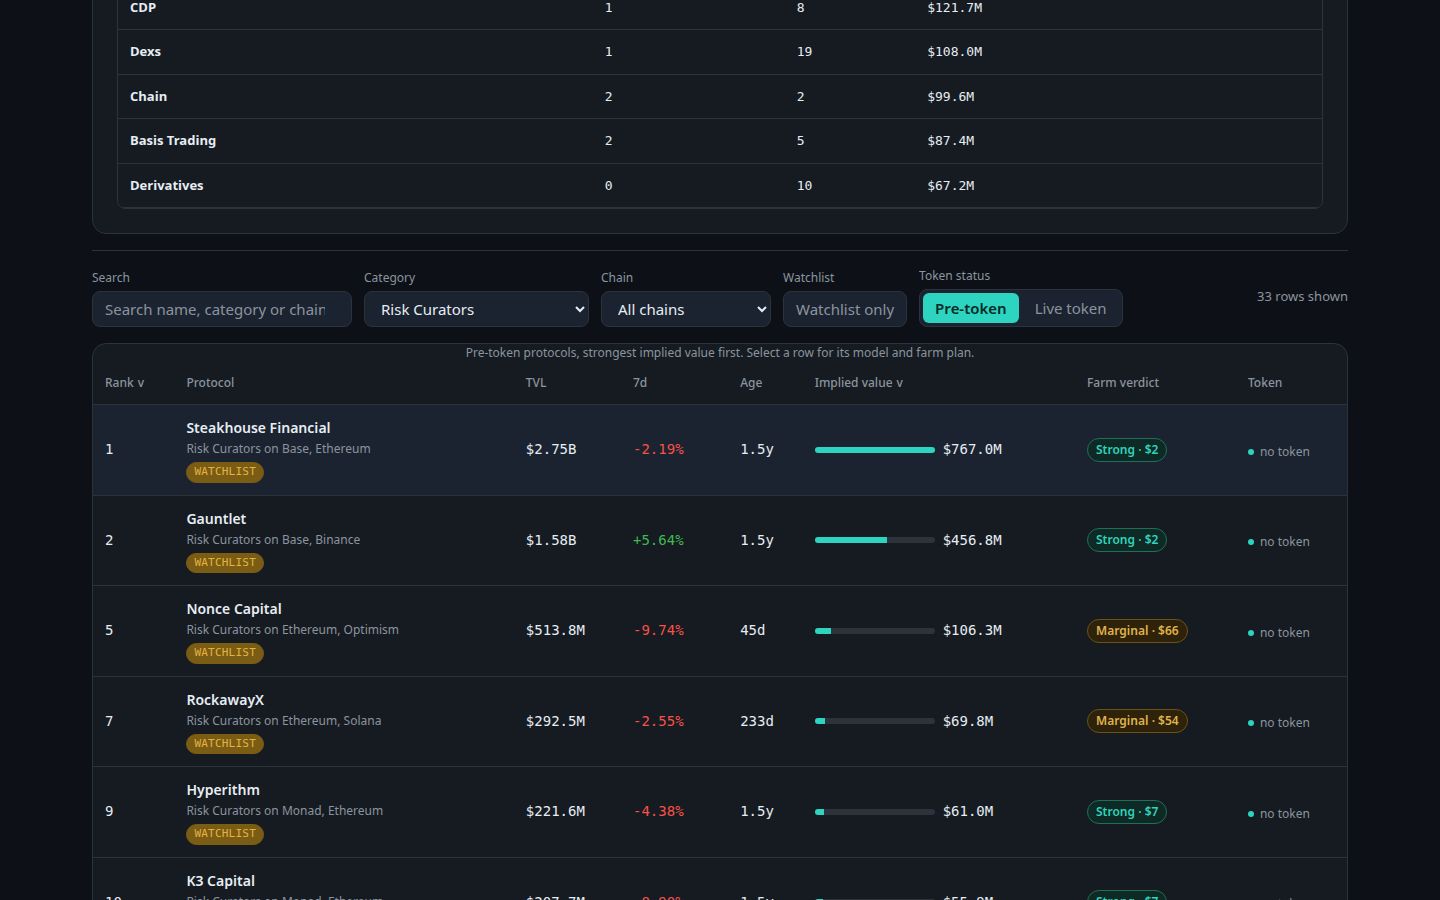 CDP 1 8 $121.7M
Dexs 1 19 $108.0M
Chain 2 2 $99.6M
Basis Trading 2 5 $87.4M
Derivatives 0 10 $67.2M
Search Category Chain Watchlist Token status
Search name, category or chain Risk Curators All chains Watchlist only Pre-token Live token 33 rows shown
Pre-token protocols, strongest implied value first. Select a row for its model and farm plan.
Rank v Protocol TVL 7d Age Implied value v Farm verdict Token
Steakhouse Financial
1 Risk Curators on Base, Ethereum $2.75B -2.19% 1.5y $767.0M Strong · $2 no token
WATCHLIST
Gauntlet
2 Risk Curators on Base, Binance $1.58B +5.64% 1.5y $456.8M Strong · $2 no token
WATCHLIST
Nonce Capital
5 Risk Curators on Ethereum, Optimism $513.8M -9.74% 45d $106.3M Marginal · $66 no token
WATCHLIST
RockawayX
7 Risk Curators on Ethereum, Solana $292.5M -2.55% 233d $69.8M Marginal · $54 no token
WATCHLIST
Hyperithm
9 Risk Curators on Monad, Ethereum $221.6M -4.38% 1.5y $61.0M Strong · $7 no token
WATCHLIST
K3 Capital